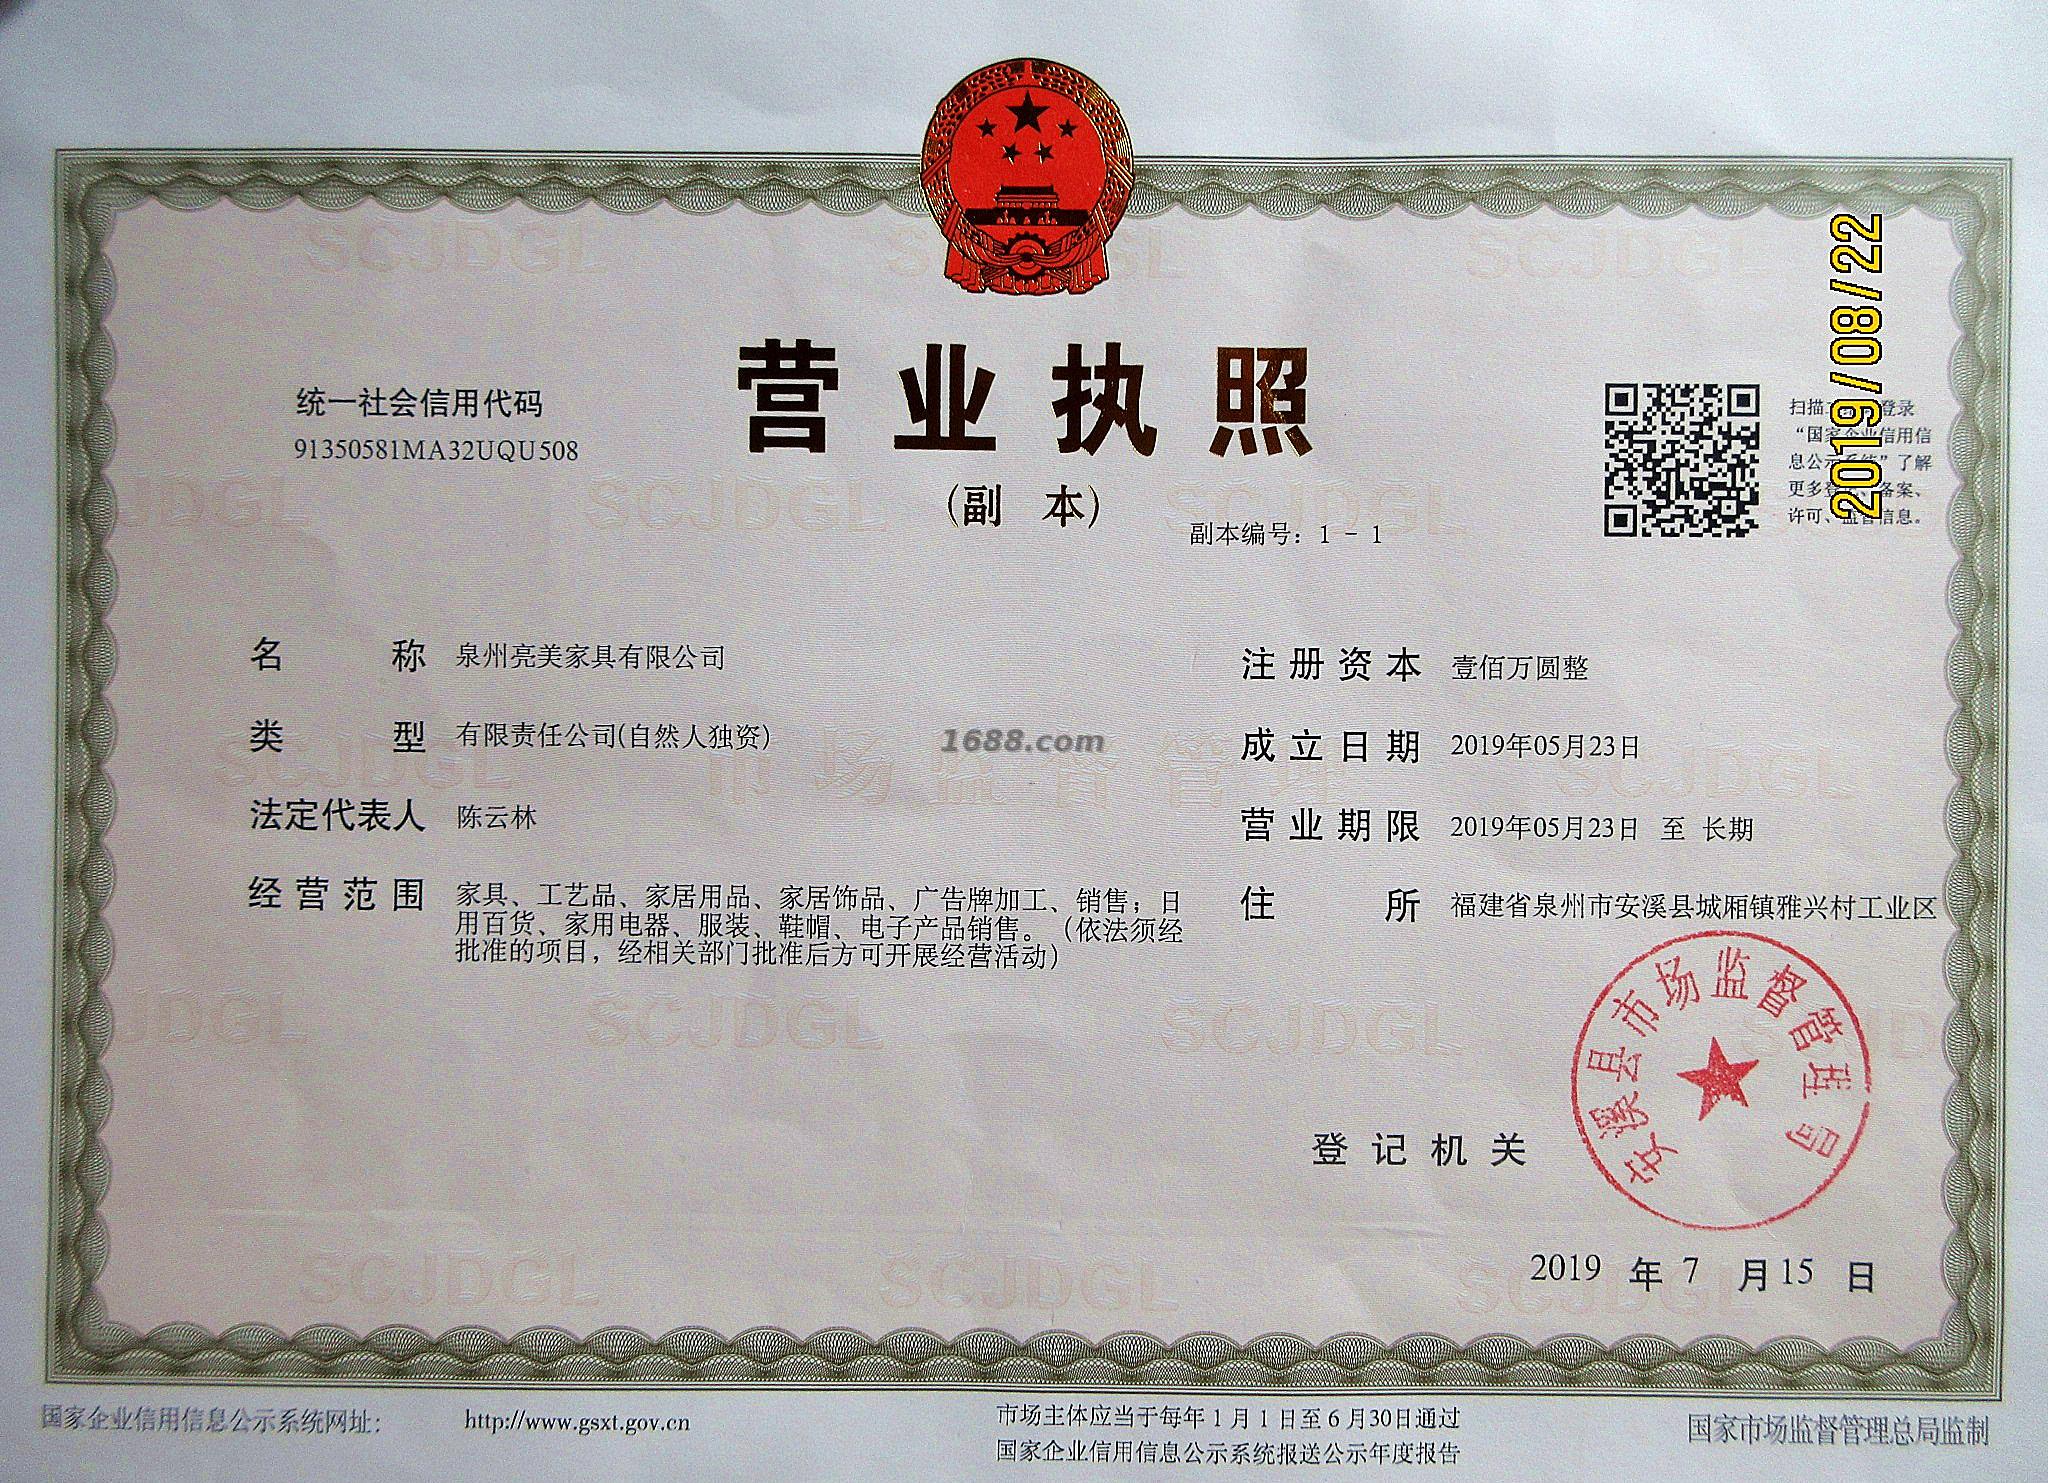 2019/08/22
营业执照
(副 本)
副本编号：1 - 1
统一社会信用代码
91350581MA32UQU508
扫描 登录
“国家企业信用信
息公示系统”了解
更多登记、备案、
许可、监管信息。
名 称 泉州亮美家具有限公司
类 型 有限责任公司(自然人独资)
法定代表人 陈云林
经营范围 家具、工艺品、家居用品、家居饰品、广告牌加工、销售；日
用百货、家用电器、服装、鞋帽、电子产品销售。（依法须经
批准的项目，经相关部门批准后方可开展经营活动）
注册资本 壹佰万圆整
成立日期 2019年05月23日
营业期限 2019年05月23日 至 长期
住 所 福建省泉州市安溪县城厢镇雅兴村工业区
1688.com
SCJDGL
市场监督管理
登记机关
安溪县市场监督管理局
2019 年 7 月 15 日
国家企业信用信息公示系统网址： http://www.gsxt.gov.cn
市场主体应当于每年1月1日至6月30日通过
国家企业信用信息公示系统报送公示年度报告
国家市场监督管理总局监制